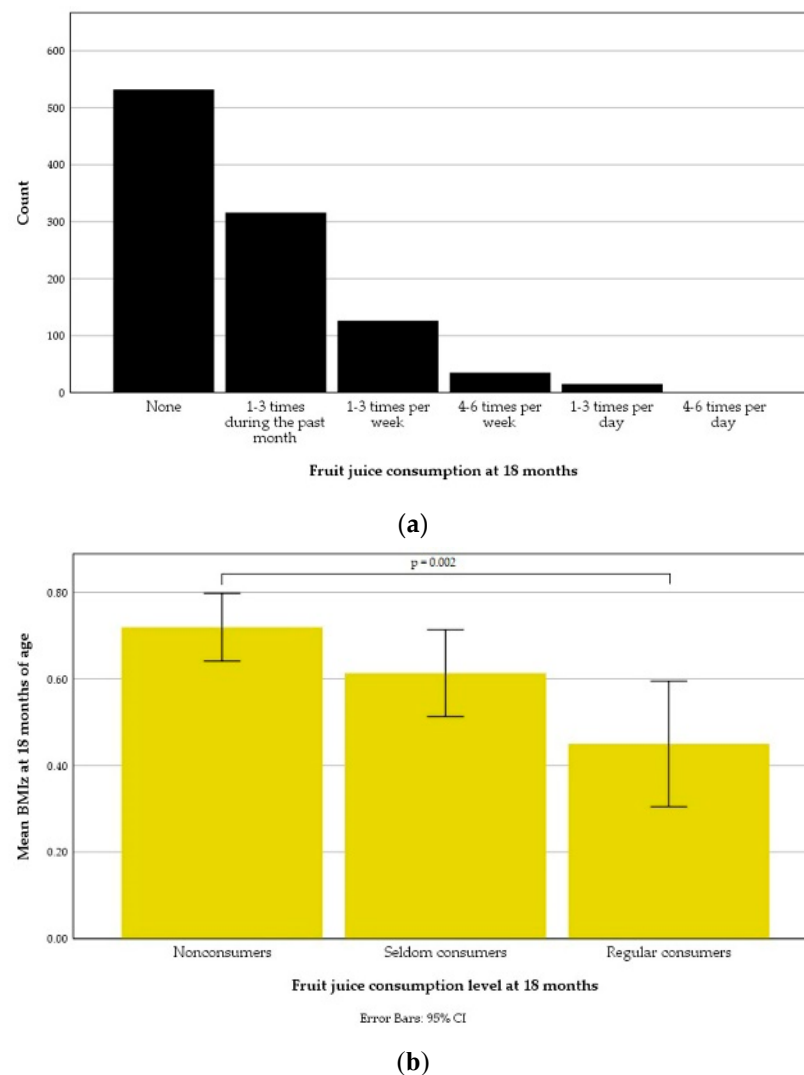 600
500
400
300
200
100
0
Count
None
1-3 times during the past month
1-3 times per week
4-6 times per week
1-3 times per day
4-6 times per day
Fruit juice consumption at 18 months
(a)
p = 0.002
0.80
0.60
0.40
0.20
0.00
Mean BMIz at 18 months of age
Nonconsumers
Seldom consumers
Regular consumers
Fruit juice consumption level at 18 months
Error Bars: 95% CI
(b)